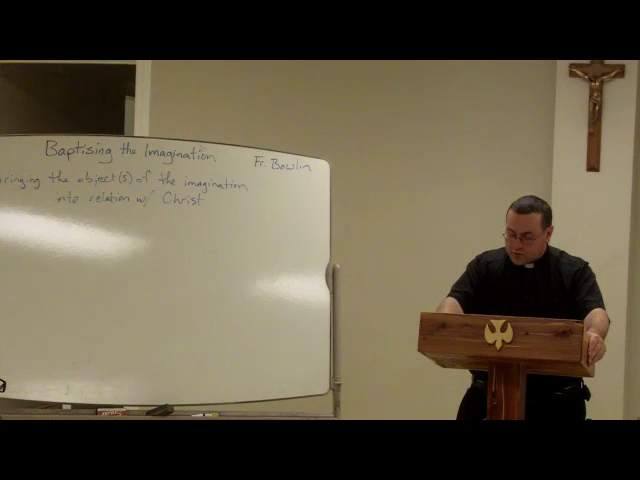 Baptising the Imagination
Fr. Bowlin
ringing the object(s) of the imagination
into relation w/ Christ